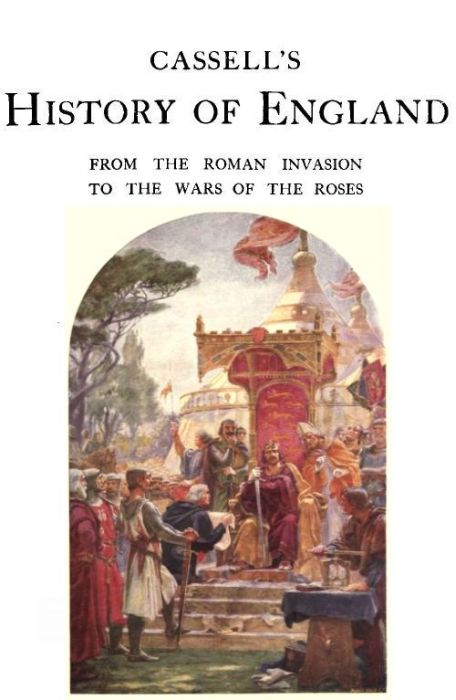 CASSELL'S
HISTORY OF ENGLAND
FROM THE ROMAN INVASION
TO THE WARS OF THE ROSES